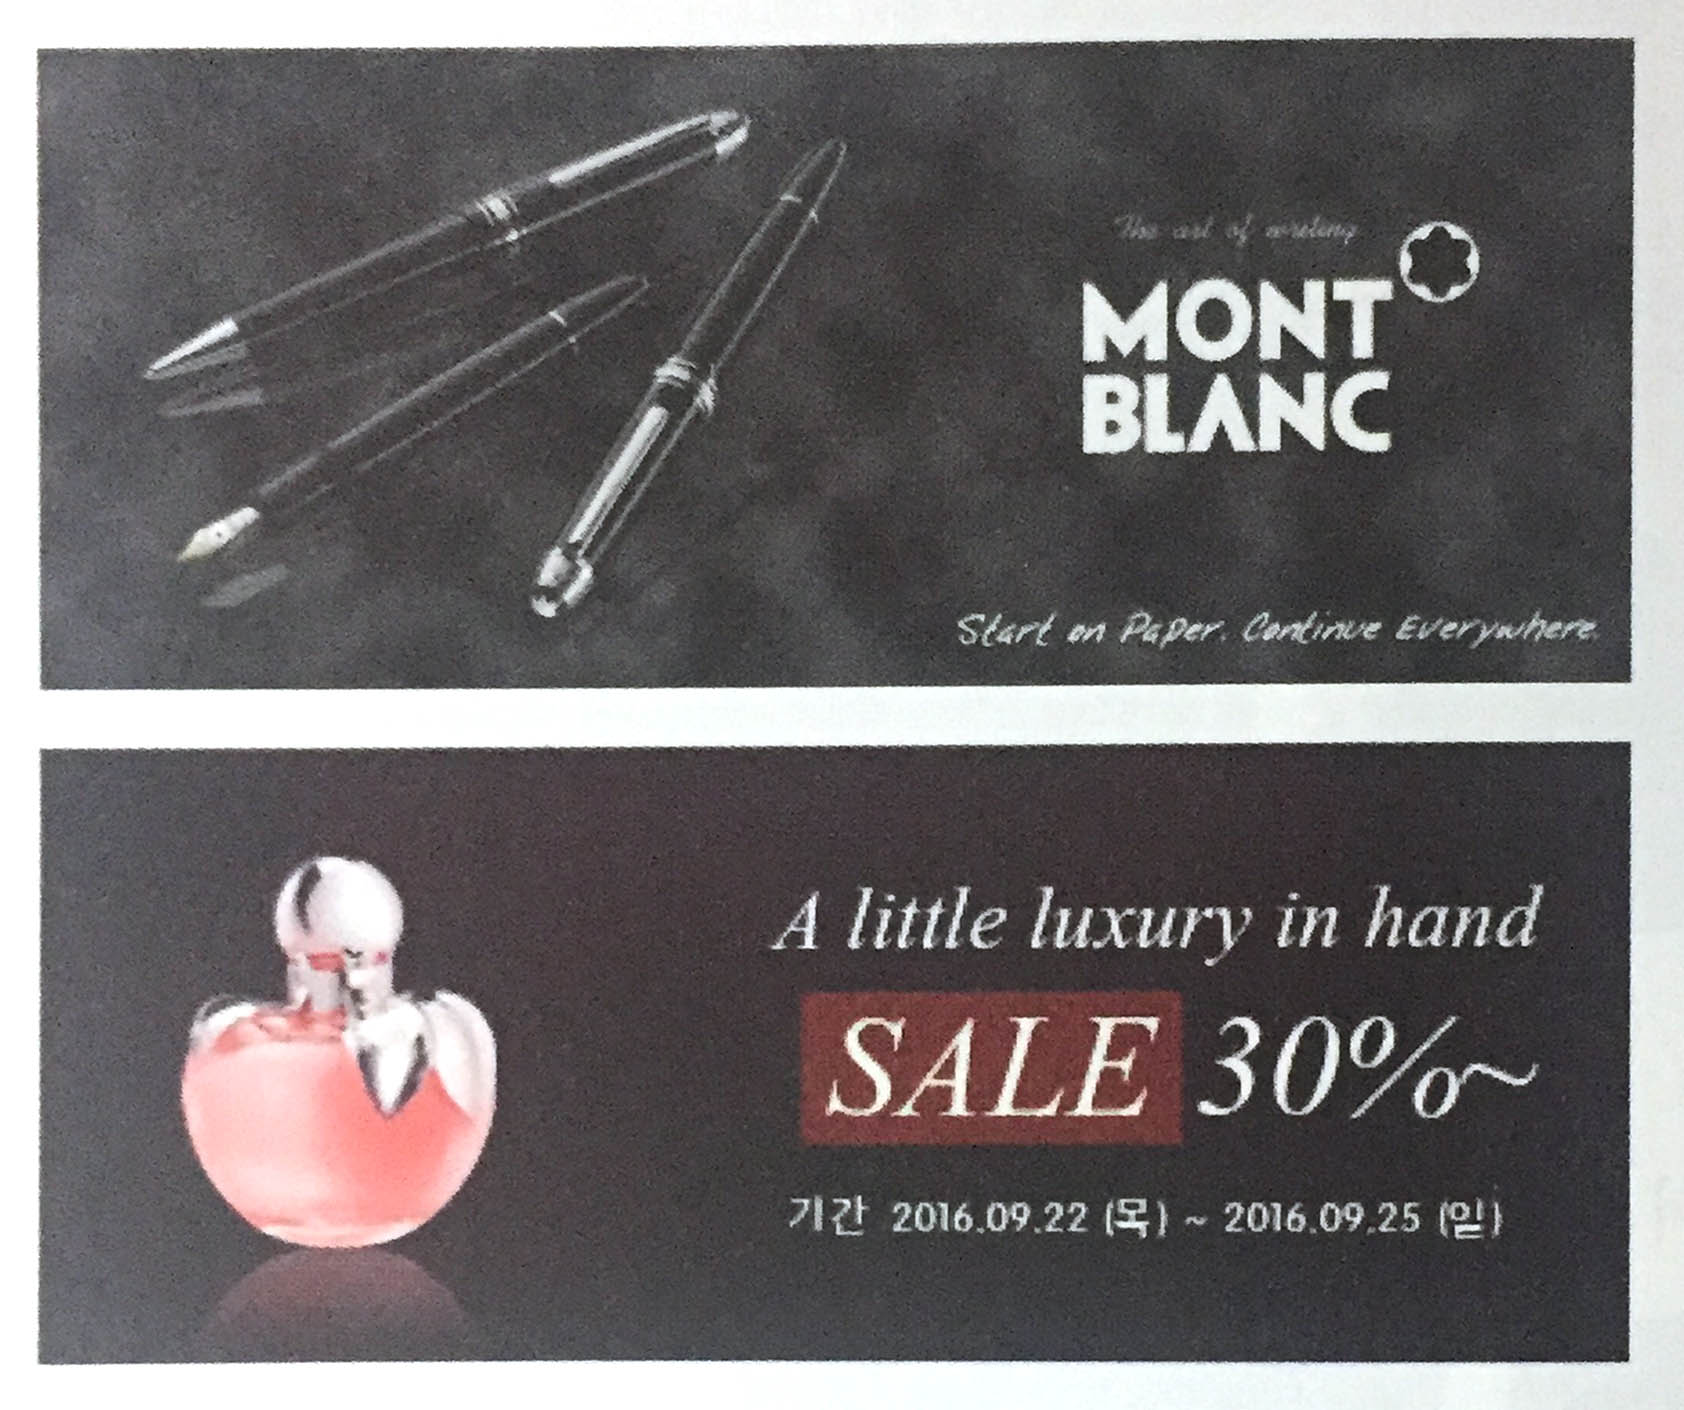 The art of writing
MONT
BLANC
Start on Paper. Continue Everywhere.
A little luxury in hand
SALE 30%~
기간 2016.09.22 (목) ~ 2016.09.25 (일)